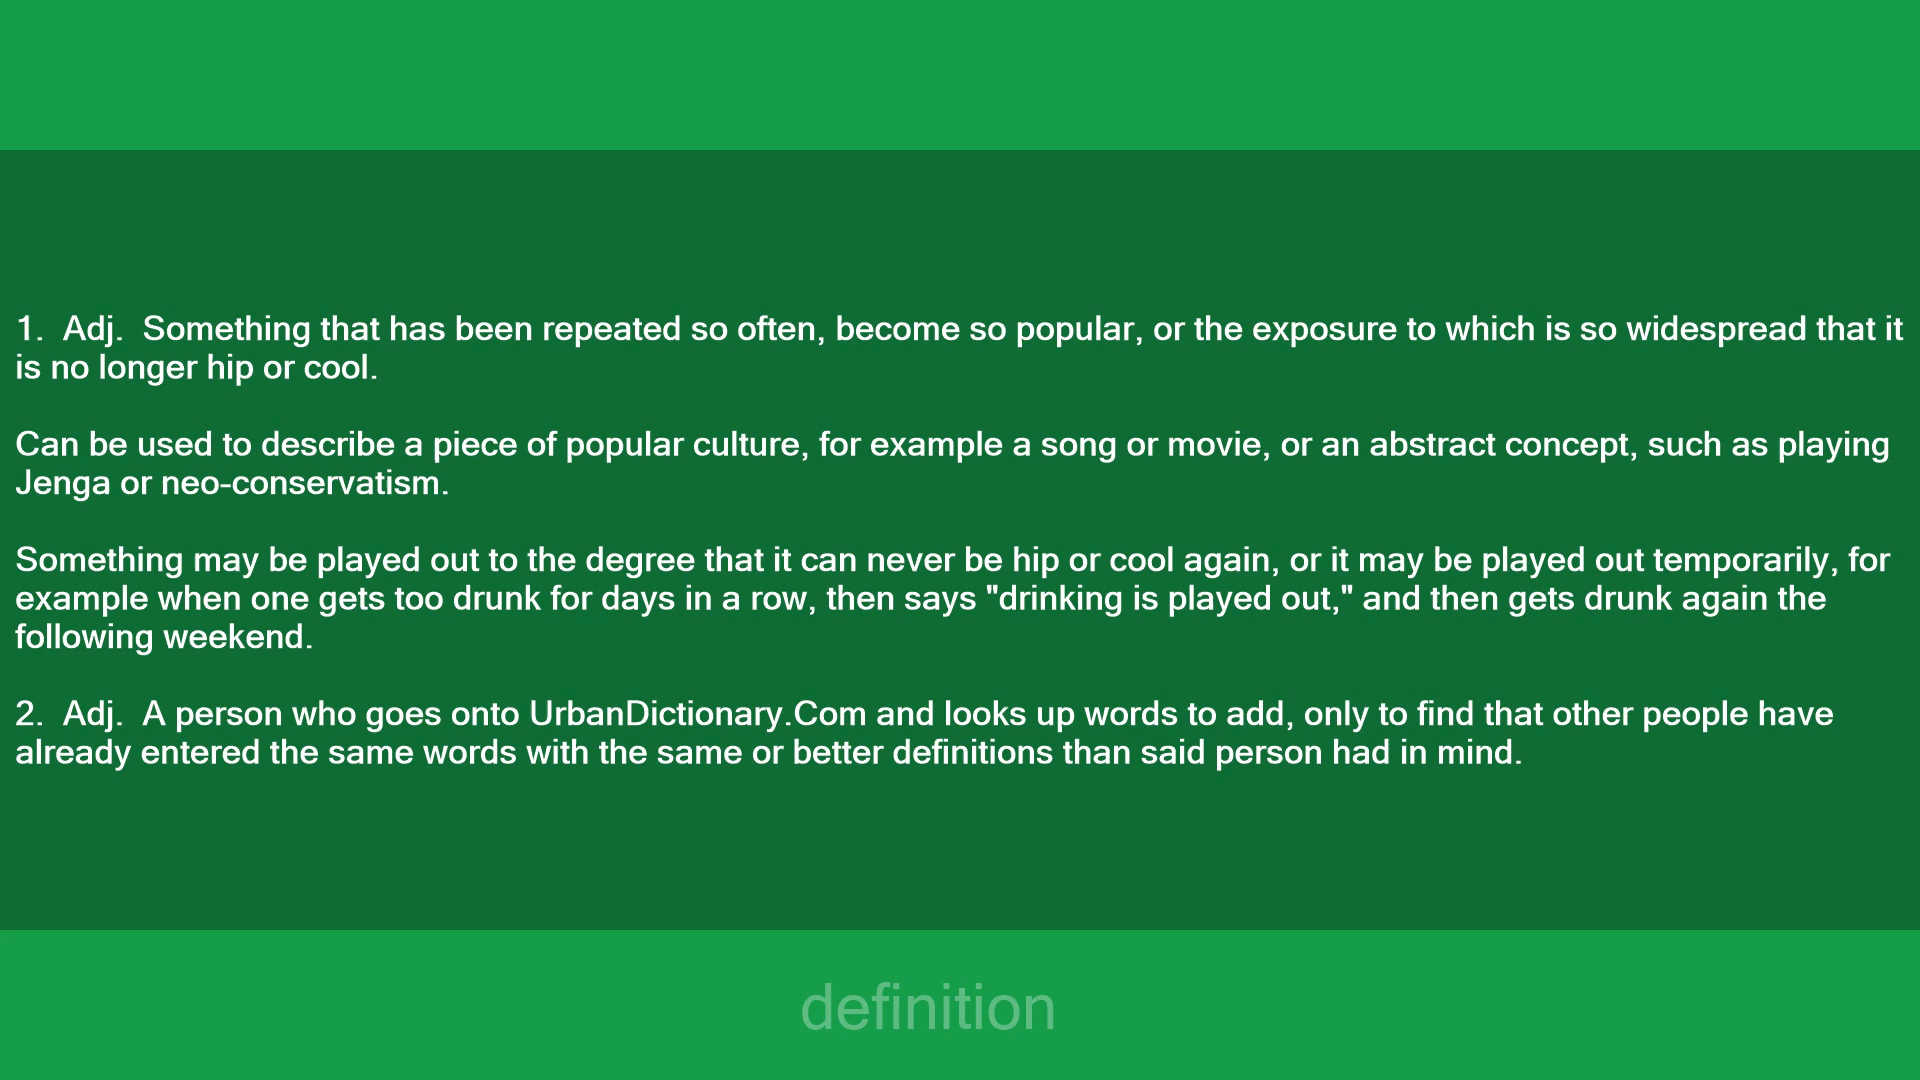 1.  Adj.  Something that has been repeated so often, become so popular, or the exposure to which is so widespread that it
is no longer hip or cool.
Can be used to describe a piece of popular culture, for example a song or movie, or an abstract concept, such as playing
Jenga or neo-conservatism.
Something may be played out to the degree that it can never be hip or cool again, or it may be played out temporarily, for
example when one gets too drunk for days in a row, then says "drinking is played out," and then gets drunk again the
following weekend.
2.  Adj.  A person who goes onto UrbanDictionary.Com and looks up words to add, only to find that other people have
already entered the same words with the same or better definitions than said person had in mind.
definition